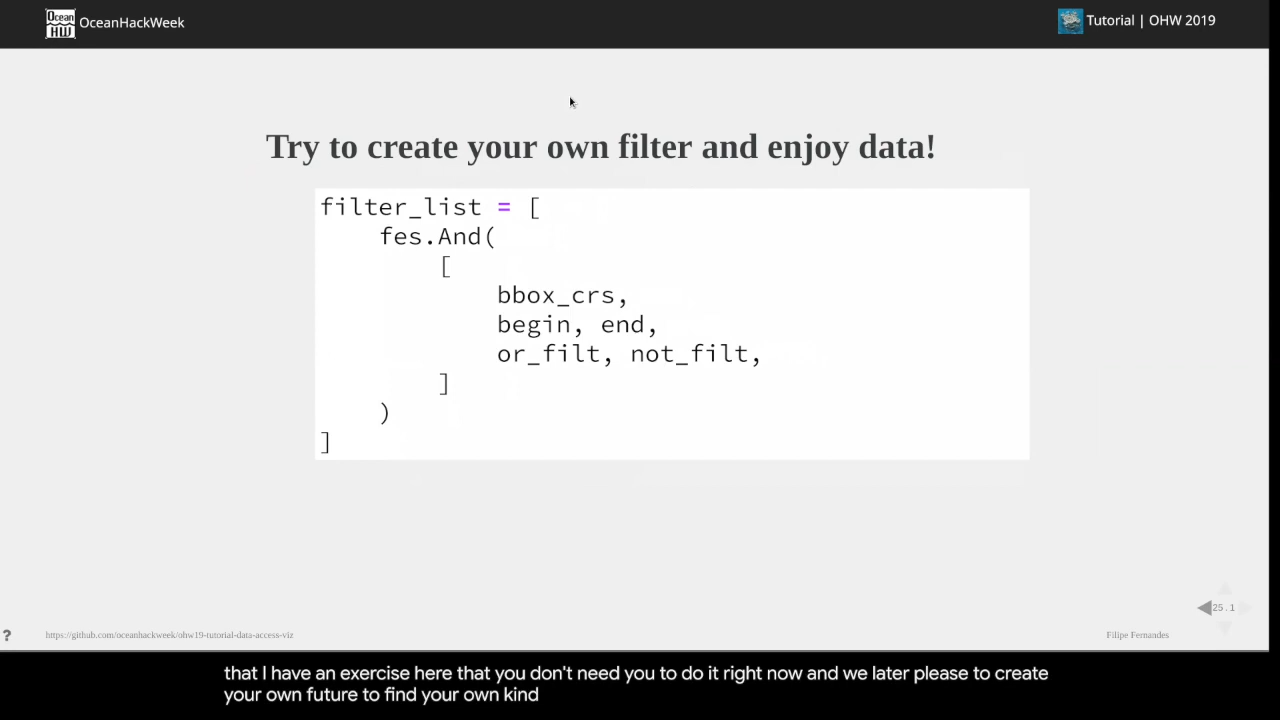 Ocean
HW
OceanHackWeek
Tutorial | OHW 2019
Try to create your own filter and enjoy data!
filter_list = [
fes.And(
[
bbox_crs,
begin, end,
or_filt, not_filt,
]
)
]
25.1
?
https://github.com/oceanhackweek/ohw19-tutorial-data-access-viz
Filipe Fernandes
that I have an exercise here that you don't need you to do it right now and we later please to create
your own future to find your own kind